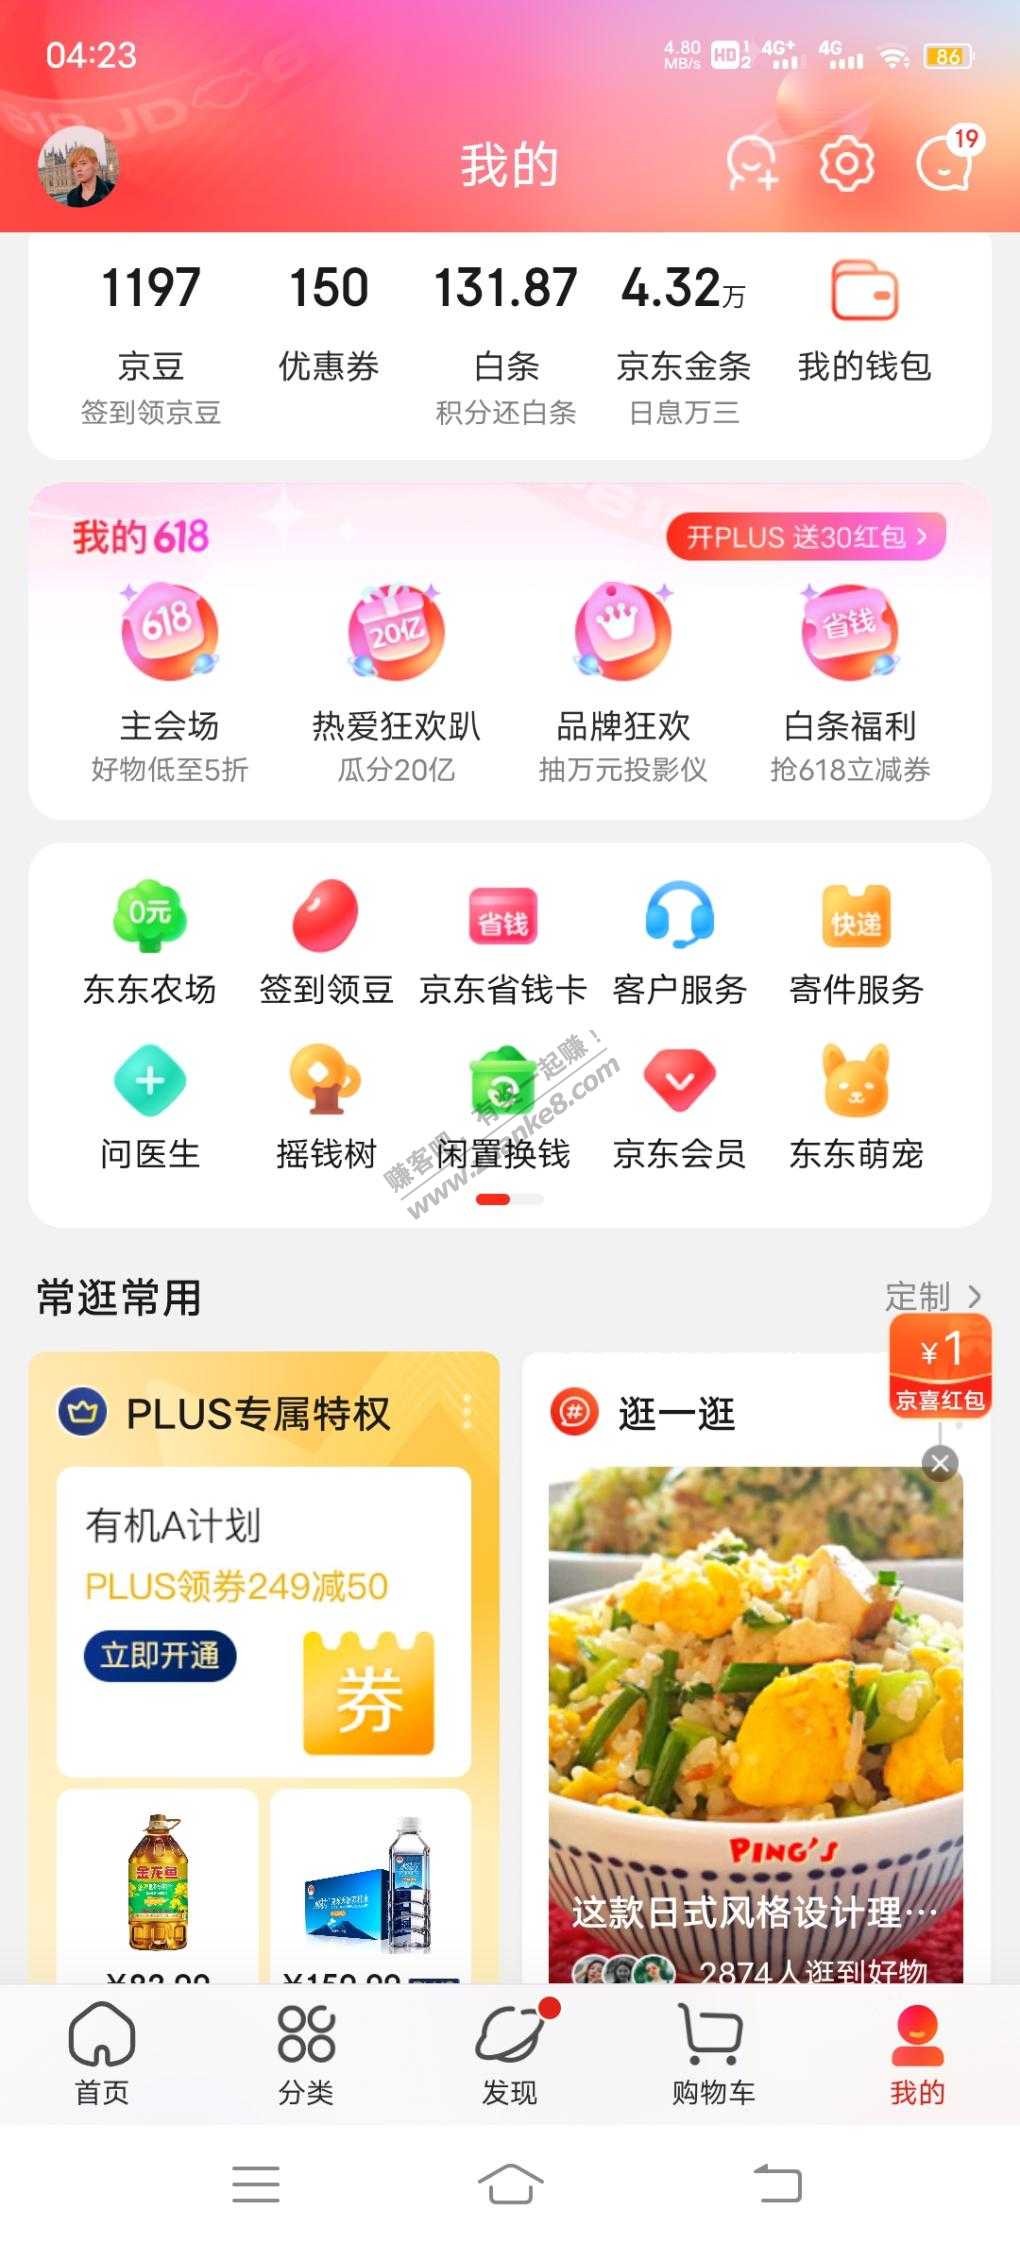 04:23
4.80 MB/s HD 1 2 4G+ 4G 86
我的
19
1197 150 131.87 4.32万
京豆 优惠券 白条 京东金条 我的钱包
签到领京豆 积分还白条 日息万三
我的618
开PLUS 送30红包 >
618 20亿 省钱
主会场 热爱狂欢趴 品牌狂欢 白条福利
好物低至5折 瓜分20亿 抽万元投影仪 抢618立减券
0元 省钱 快递
东东农场 签到领豆 京东省钱卡 客户服务 寄件服务
问医生 摇钱树 闲置换钱 京东会员 东东萌宠
赚客吧，有奖一起赚！
www.zuanke8.com
常逛常用
定制 >
¥1
京喜红包
PLUS专属特权
逛一逛
有机A计划
PLUS领券249减50
立即开通
券
金龙鱼
PING'S
这款日式风格设计理…
2874人逛到好物
首页 分类 发现 购物车 我的